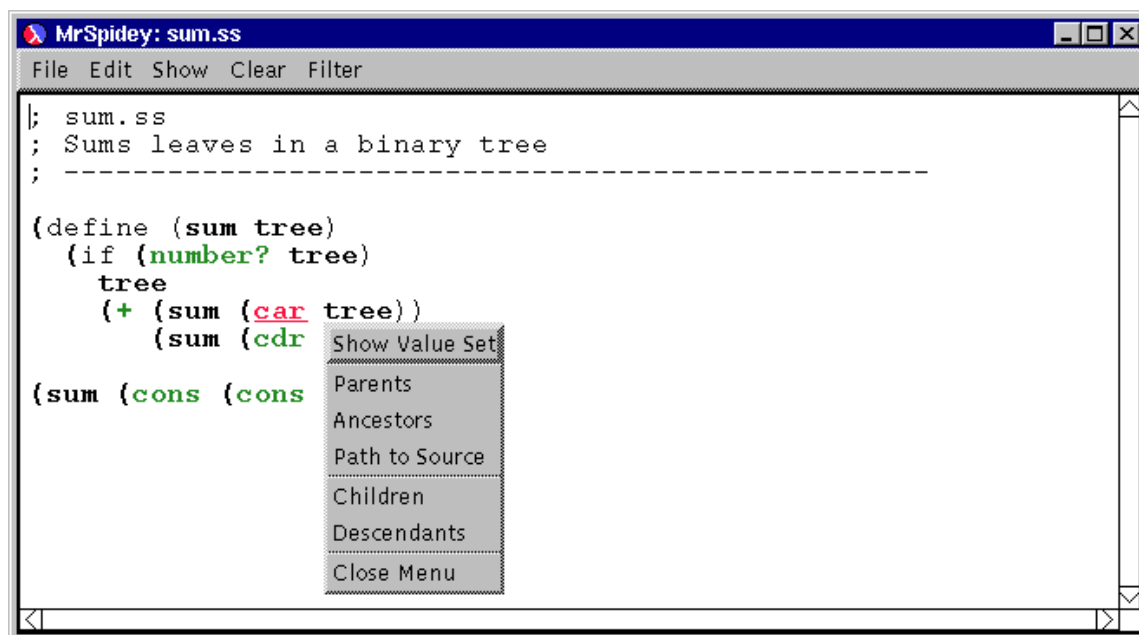 MrSpidey: sum.ss
File Edit Show Clear Filter
; sum.ss
; Sums leaves in a binary tree
; --------------------------------------------------
(define (sum tree)
(if (number? tree)
tree
(+ (sum (car tree))
(sum (cdr
(sum (cons (cons
Show Value Set
Parents
Ancestors
Path to Source
Children
Descendants
Close Menu